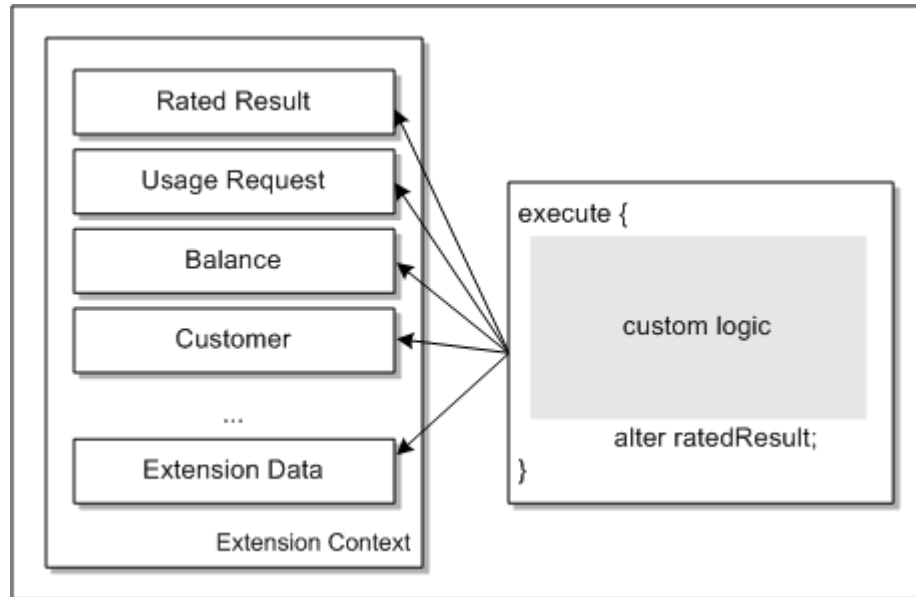 Rated Result
Usage Request
Balance
Customer
...
Extension Data
Extension Context
execute {
custom logic
alter ratedResult;
}